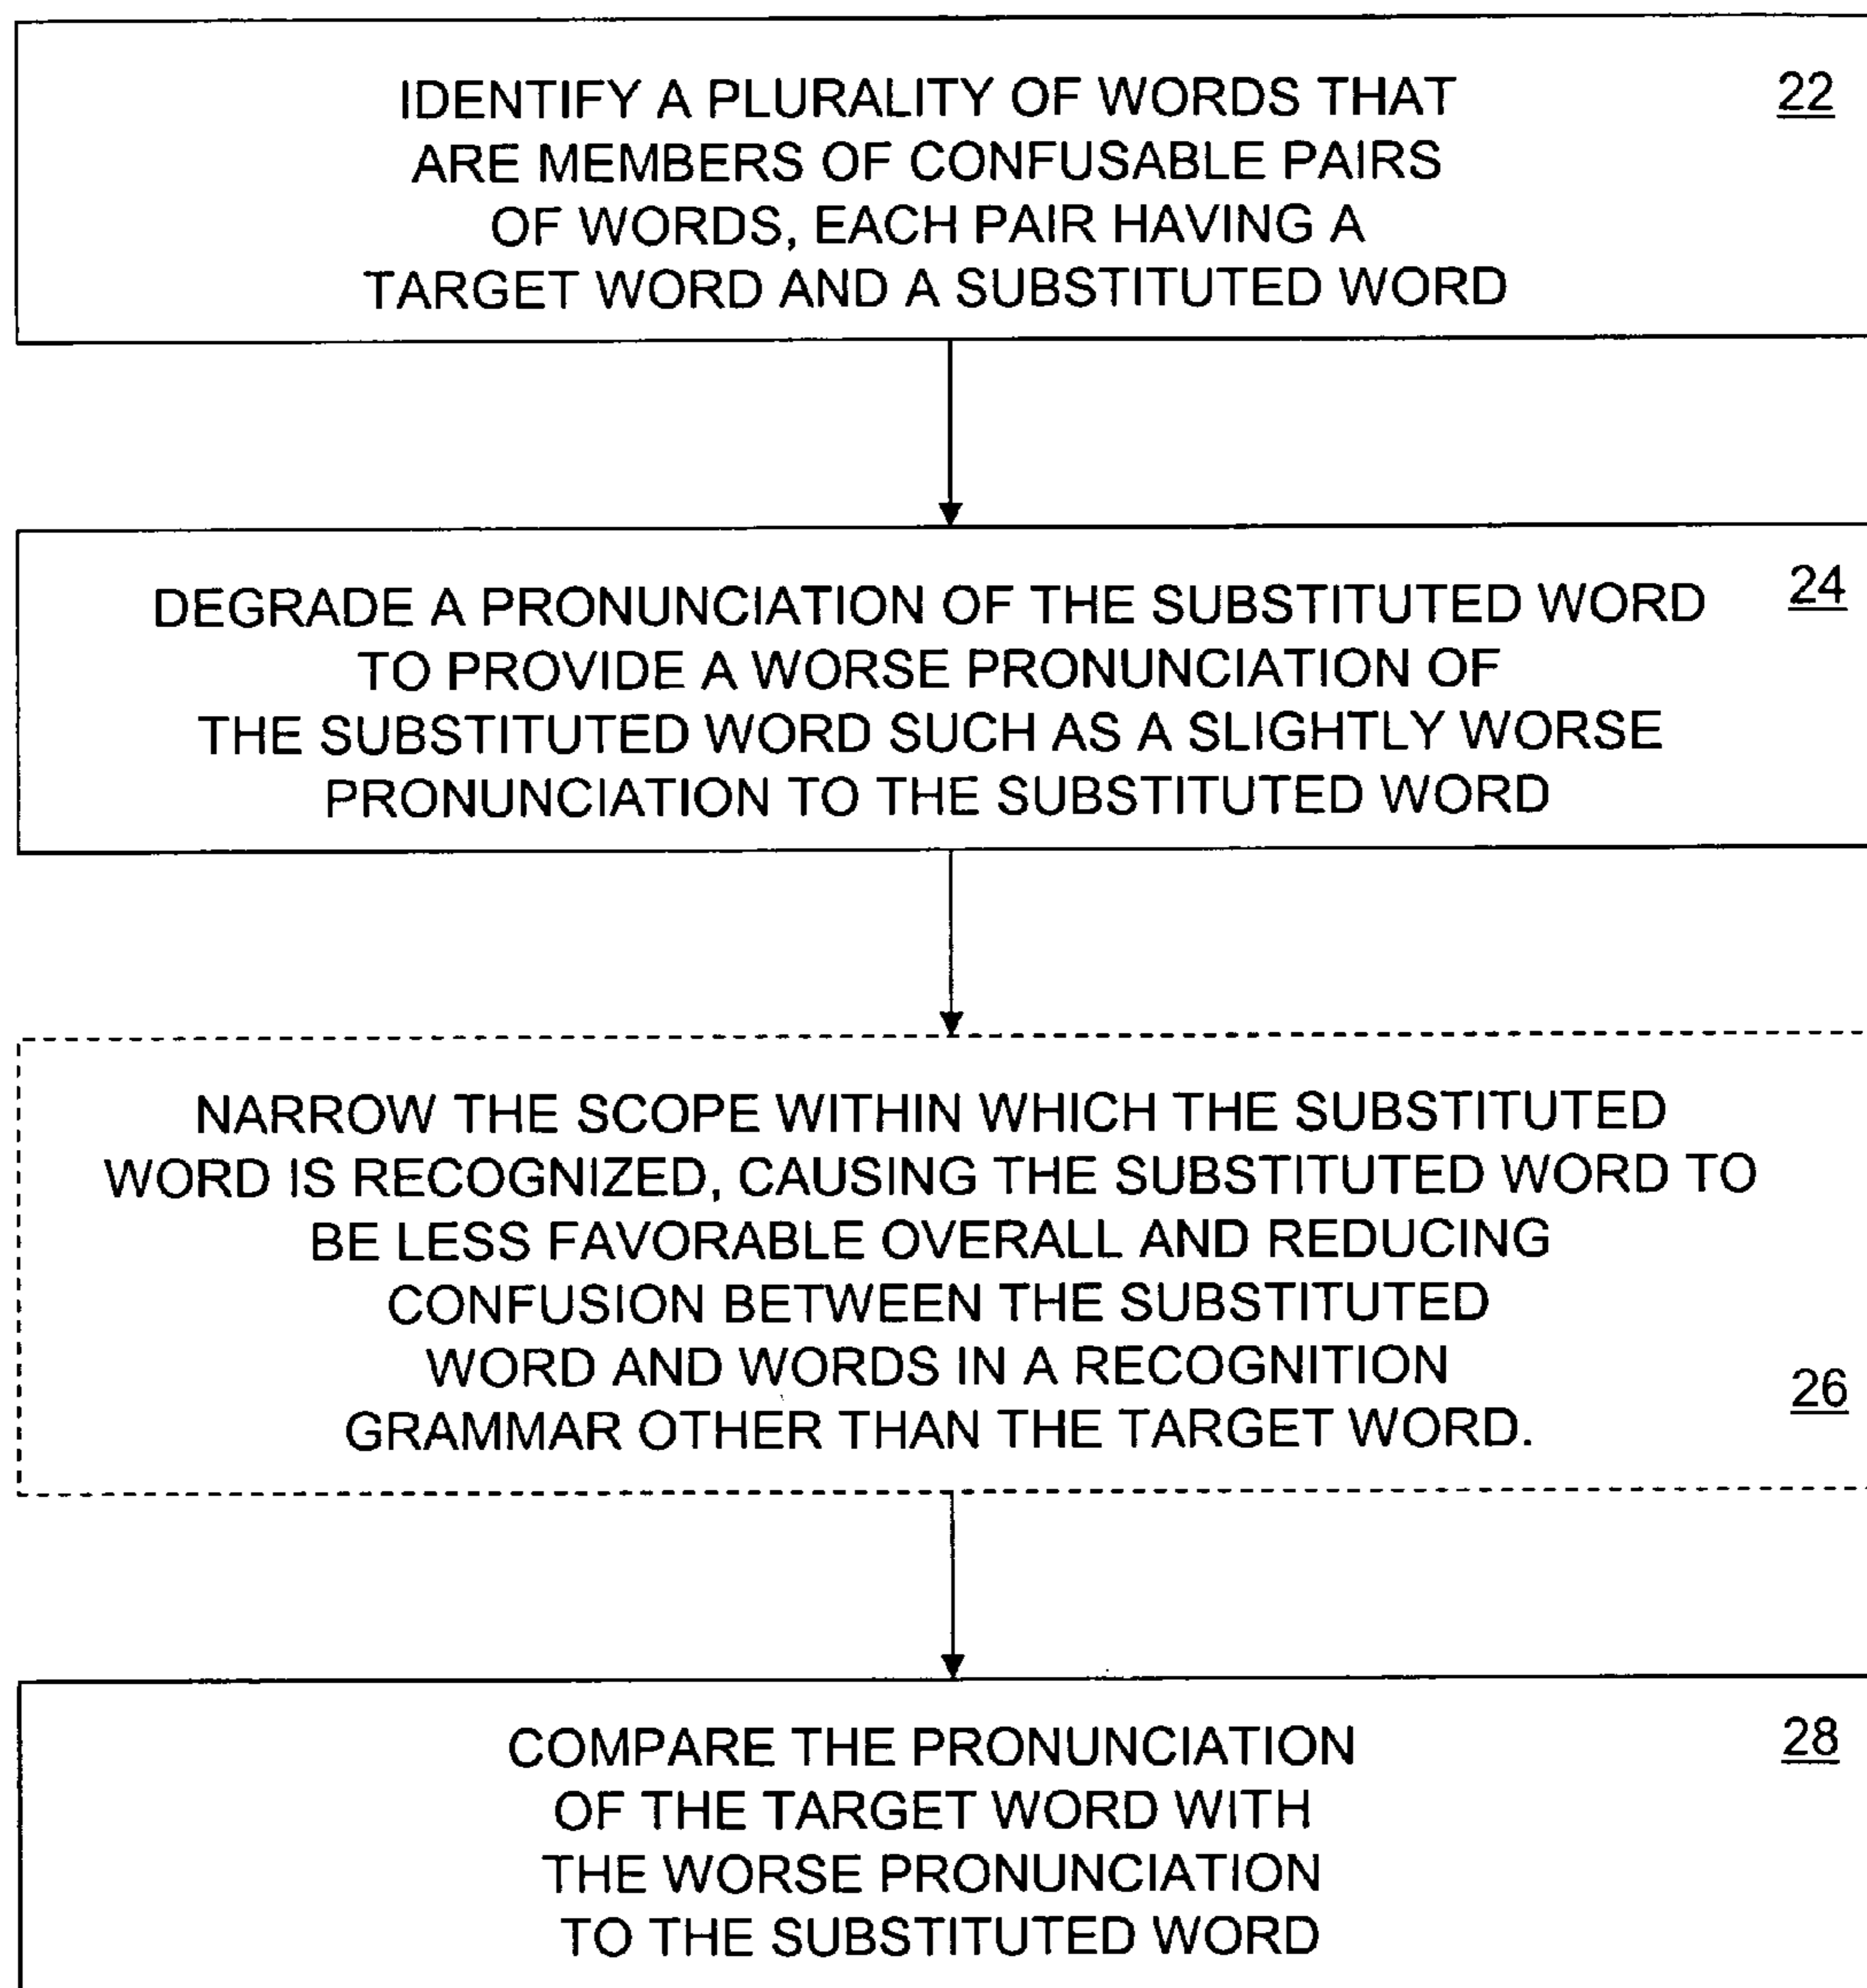 IDENTIFY A PLURALITY OF WORDS THAT
22
ARE MEMBERS OF CONFUSABLE PAIRS
OF WORDS, EACH PAIR HAVING A
TARGET WORD AND A SUBSTITUTED WORD
DEGRADE A PRONUNCIATION OF THE SUBSTITUTED WORD
24
TO PROVIDE A WORSE PRONUNCIATION OF
THE SUBSTITUTED WORD SUCH AS A SLIGHTLY WORSE
PRONUNCIATION TO THE SUBSTITUTED WORD
NARROW THE SCOPE WITHIN WHICH THE SUBSTITUTED
WORD IS RECOGNIZED, CAUSING THE SUBSTITUTED WORD TO
BE LESS FAVORABLE OVERALL AND REDUCING
CONFUSION BETWEEN THE SUBSTITUTED
WORD AND WORDS IN A RECOGNITION
26
GRAMMAR OTHER THAN THE TARGET WORD.
COMPARE THE PRONUNCIATION
28
OF THE TARGET WORD WITH
THE WORSE PRONUNCIATION
TO THE SUBSTITUTED WORD